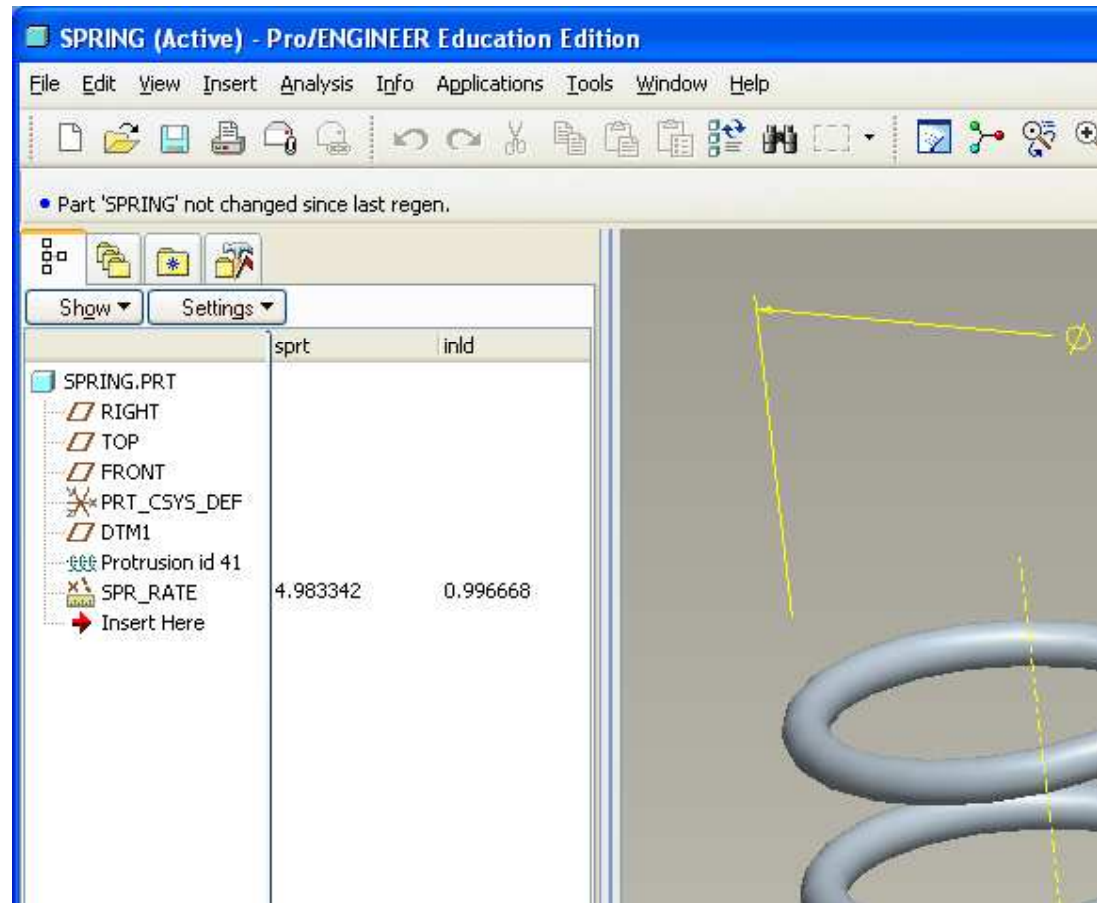 SPRING (Active) - Pro/ENGINEER Education Edition
File Edit View Insert Analysis Info Applications Tools Window Help
• Part 'SPRING' not changed since last regen.
Show ▼ Settings ▼
sprt inld
SPRING.PRT
RIGHT
TOP
FRONT
PRT_CSYS_DEF
DTM1
Protrusion id 41
SPR_RATE 4.983342 0.996668
Insert Here
Ø